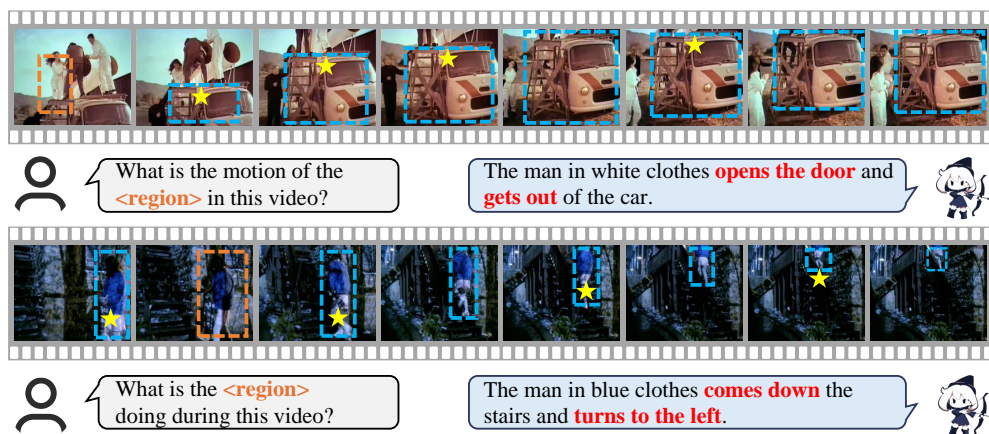 What is the motion of the
<region> in this video?
The man in white clothes opens the door and
gets out of the car.
What is the <region>
doing during this video?
The man in blue clothes comes down the
stairs and turns to the left.